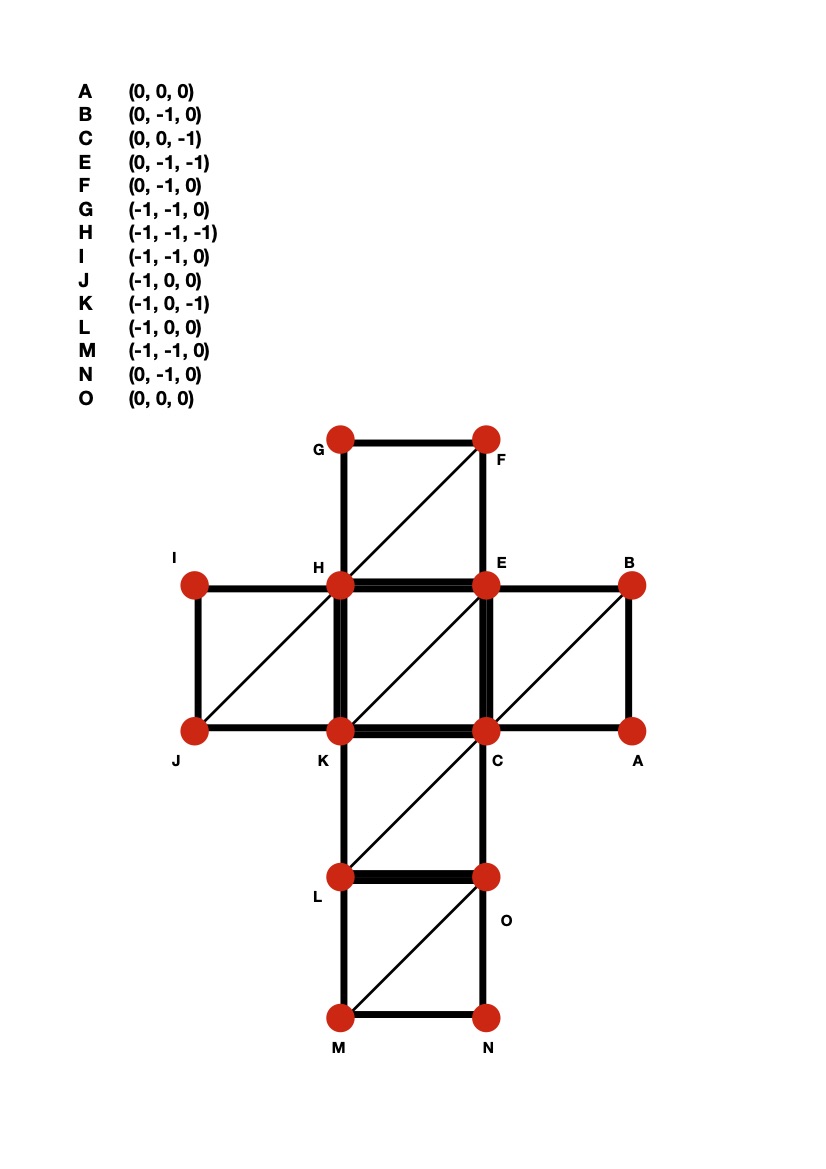 A (0, 0, 0)
B (0, -1, 0)
C (0, 0, -1)
E (0, -1, -1)
F (0, -1, 0)
G (-1, -1, 0)
H (-1, -1, -1)
I (-1, -1, 0)
J (-1, 0, 0)
K (-1, 0, -1)
L (-1, 0, 0)
M (-1, -1, 0)
N (0, -1, 0)
O (0, 0, 0)
G F
I H E B
J K C A
L O
M N